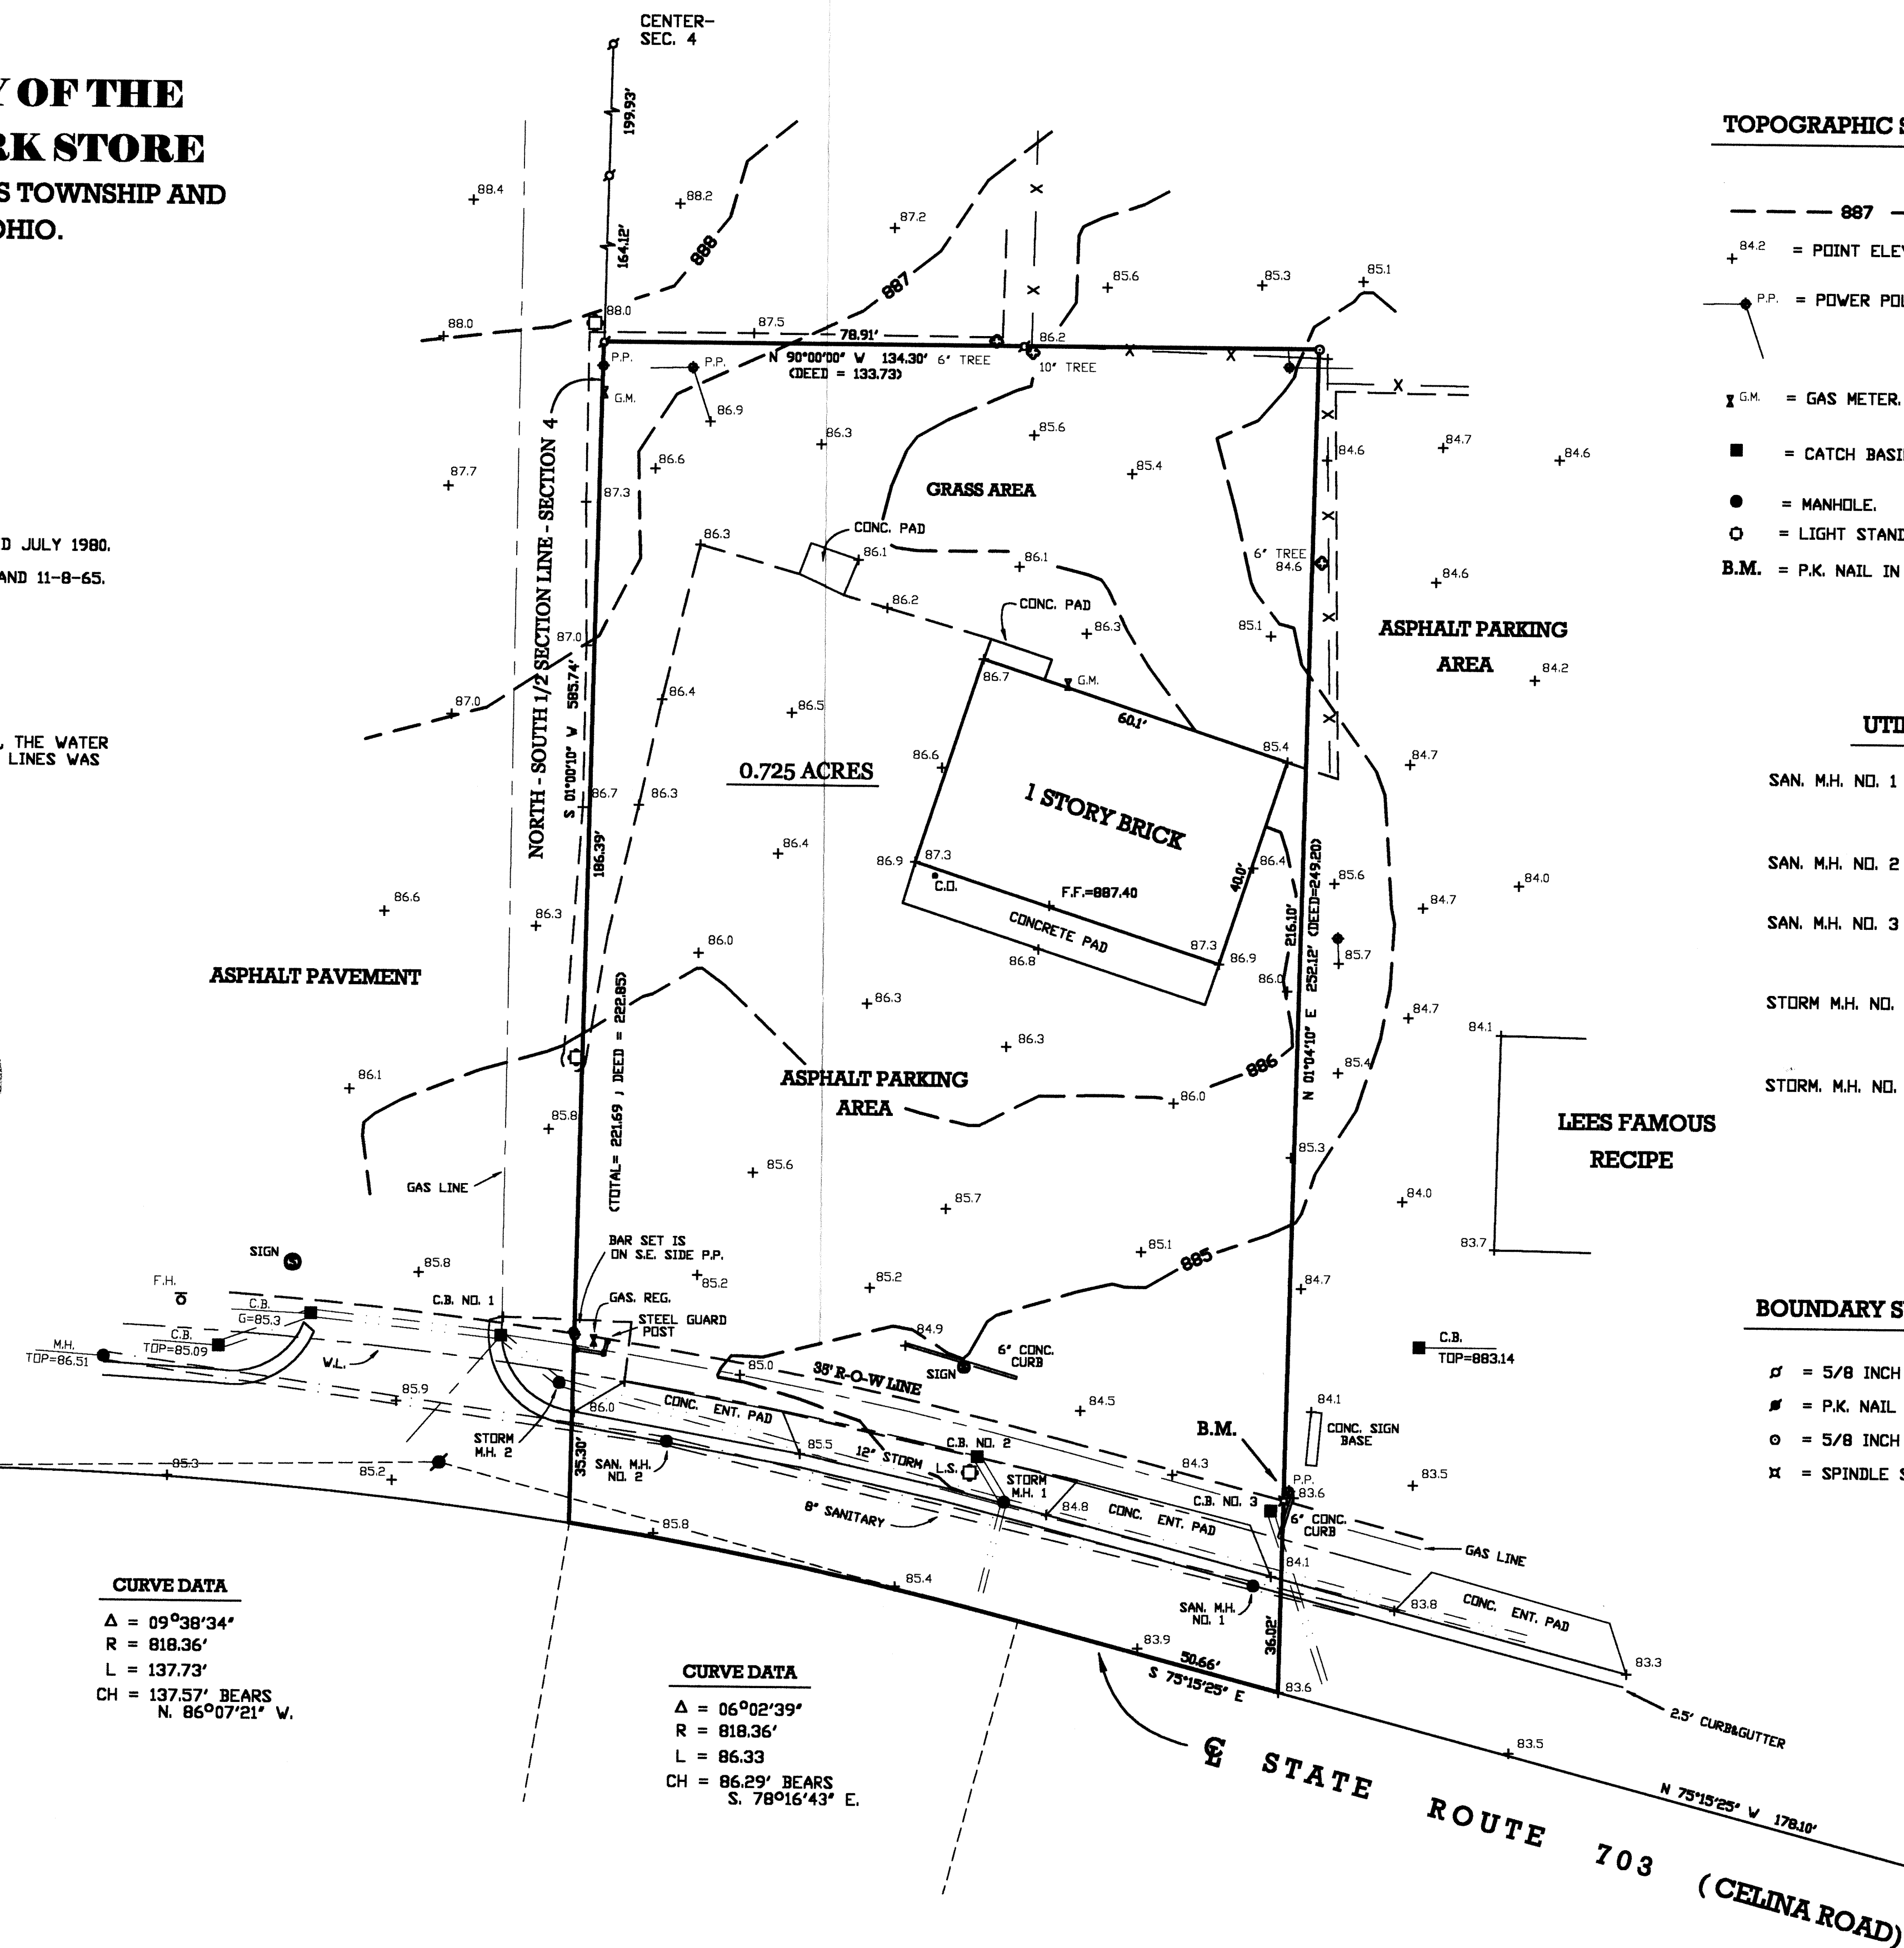 CENTER-
SEC. 4
Y OF THE
RK STORE
S TOWNSHIP AND
OHIO.
D JULY 1980.
AND 11-8-65.
, THE WATER
LINES WAS
199.93'
164.12'
88.4
88.2
87.2
888
887
85.6
85.3
85.1
88.0
88.0
87.5
78.91'
86.2
N 90°00'00" W 134.30'
(DEED = 133.73)
6" TREE
10" TREE
P.P.
P.P.
G.M.
86.9
86.3
85.6
85.4
84.6
84.7
84.6
87.7
87.3
86.6
NORTH - SOUTH 1/2 SECTION LINE - SECTION 4
S 01°00'10" W 585.74'
186.39'
(TOTAL= 221.69 ; DEED = 222.85)
GRASS AREA
CONC. PAD
86.3
86.1
86.1
86.2
CONC. PAD
86.3
6" TREE
84.6
84.6
85.1
ASPHALT PARKING
AREA
84.2
87.0
87.0
86.4
86.5
86.7
G.M.
60.1'
85.4
84.7
86.6
0.725 ACRES
1 STORY BRICK
86.7
86.3
86.4
86.9
87.3
C.O.
F.F.=887.40
40.0'
86.4
85.6
84.7
84.0
CONCRETE PAD
87.3
86.9
86.8
216.10'
N 01°04'10" E 252.12' (DEED=249.20)
86.0
85.7
84.7
86.6
86.3
86.0
ASPHALT PAVEMENT
86.3
86.3
886
85.4
84.1
86.1
85.8
ASPHALT PARKING
AREA
86.0
LEES FAMOUS
RECIPE
85.6
85.3
84.0
83.7
GAS LINE
85.7
85.1
885
84.7
BAR SET IS
ON S.E. SIDE P.P.
85.2
85.2
SIGN
S
F.H.
85.8
C.B.
G=85.3
C.B. NO. 1
GAS. REG.
STEEL GUARD
POST
C.B.
TOP=85.09
M.H.
TOP=86.51
W.L.
84.9
6" CONC.
CURB
SIGN
85.0
35' R-O-W LINE
C.B.
TOP=883.14
85.9
86.0
CONC. ENT. PAD
84.5
84.1
CONC. SIGN
BASE
B.M.
STORM
M.H. 2
35.30'
SAN. M.H.
NO. 2
85.5
12" STORM
C.B. NO. 2
L.S.
STORM
M.H. 1
84.3
P.P.
83.6
83.5
C.B. NO. 3
6" CONC.
CURB
85.3
85.2
8" SANITARY
84.8
CONC. ENT. PAD
GAS LINE
85.8
85.4
84.1
SAN. M.H.
NO. 1
83.8
CONC. ENT. PAD
36.02'
83.9
50.66'
S 75°15'25" E
83.6
83.3
2.5' CURB&GUTTER
83.5
N 75°15'25" W 178.10'
℄ STATE ROUTE 703 (CELINA ROAD)
CURVE DATA
Δ = 09°38'34"
R = 818.36'
L = 137.73'
CH = 137.57' BEARS
N. 86°07'21" W.
CURVE DATA
Δ = 06°02'39"
R = 818.36'
L = 86.33
CH = 86.29' BEARS
S. 78°16'43" E.
TOPOGRAPHIC S
887
84.2 = POINT ELE
P.P. = POWER POL
G.M. = GAS METER.
= CATCH BASI
= MANHOLE.
= LIGHT STAND
B.M. = P.K. NAIL IN
UTI
SAN. M.H. NO. 1
SAN. M.H. NO. 2
SAN. M.H. NO. 3
STORM M.H. NO.
STORM. M.H. NO.
BOUNDARY S
= 5/8 INCH
= P.K. NAIL
= 5/8 INCH
= SPINDLE S